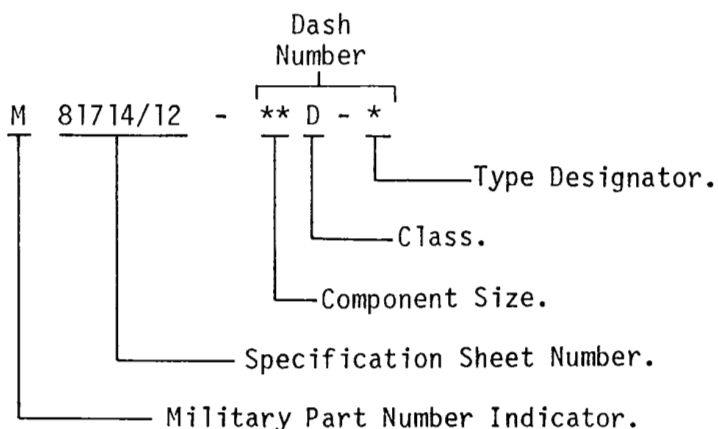 Dash
Number
M 81714/12 - ** D - *
Type Designator.
Class.
Component Size.
Specification Sheet Number.
Military Part Number Indicator.